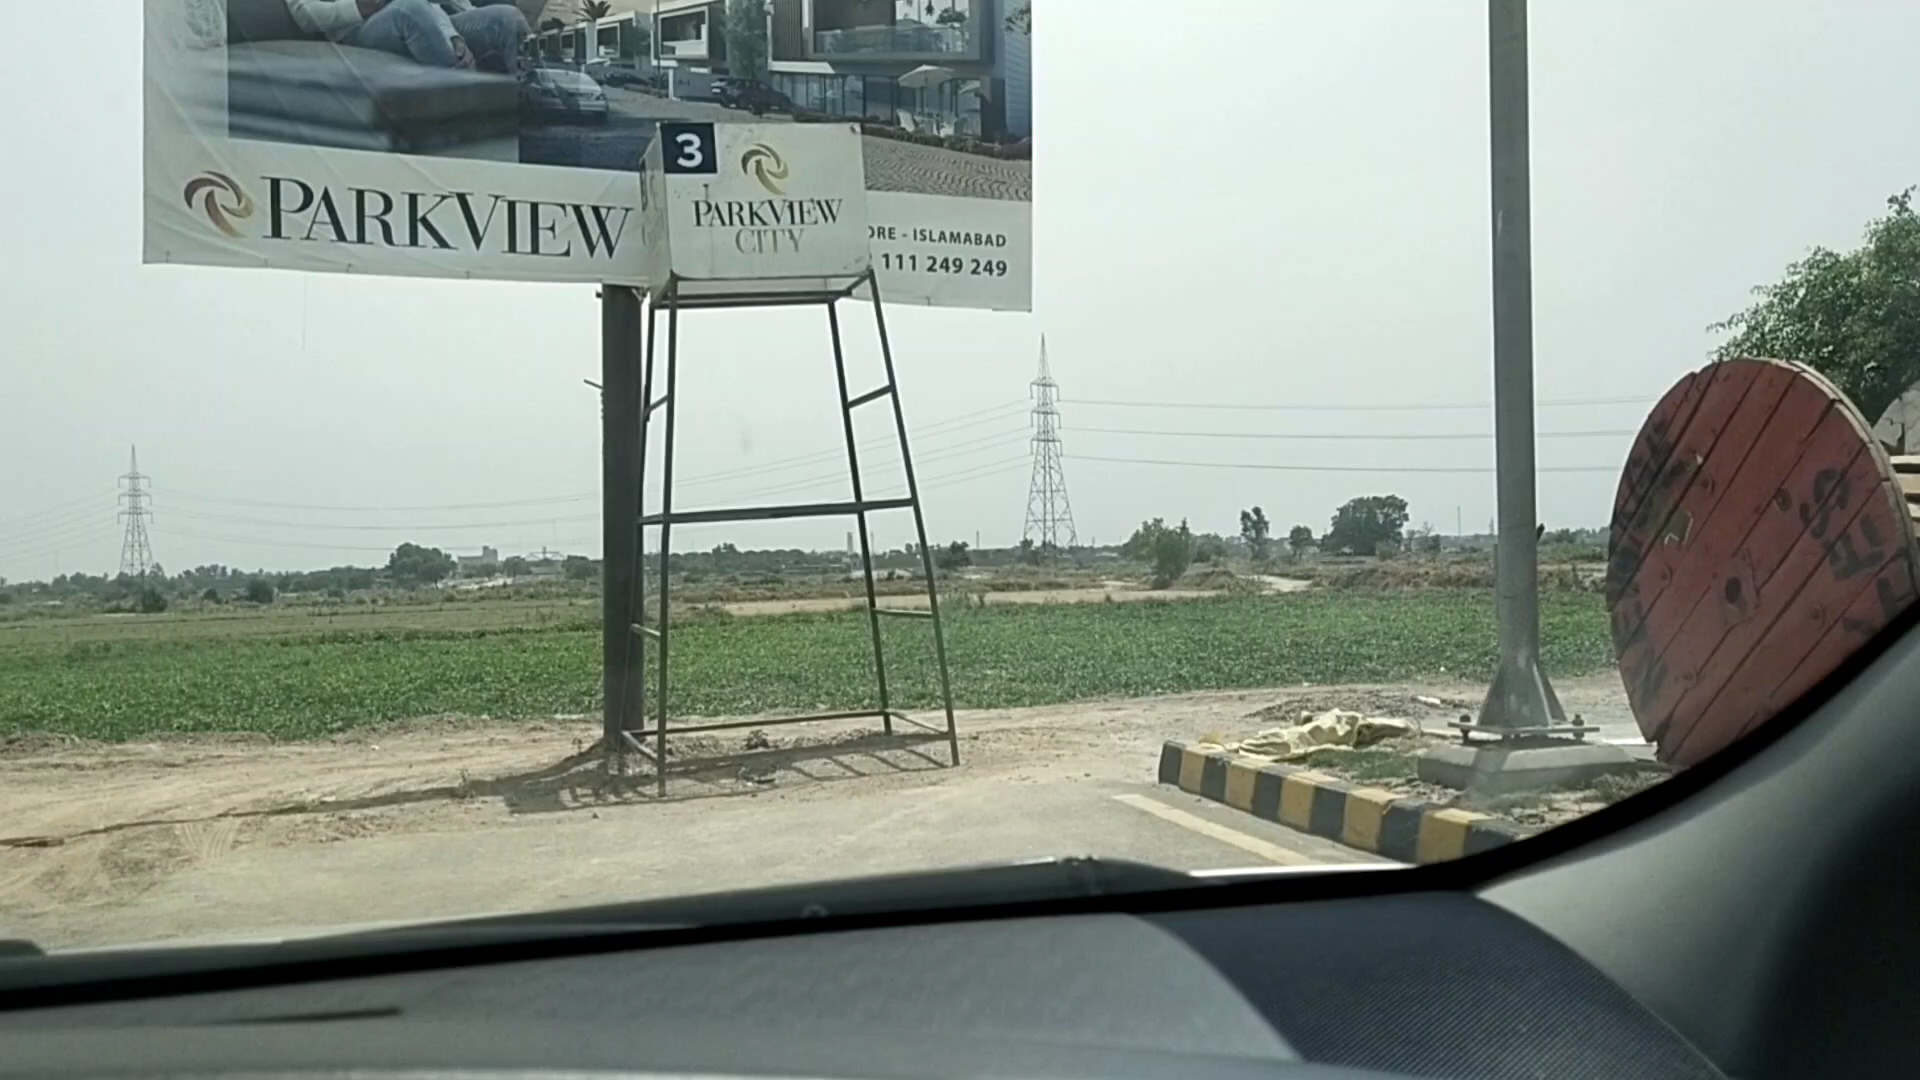 3
PARKVIEW
CITY
PARKVIEW
ORE - ISLAMABAD
111 249 249